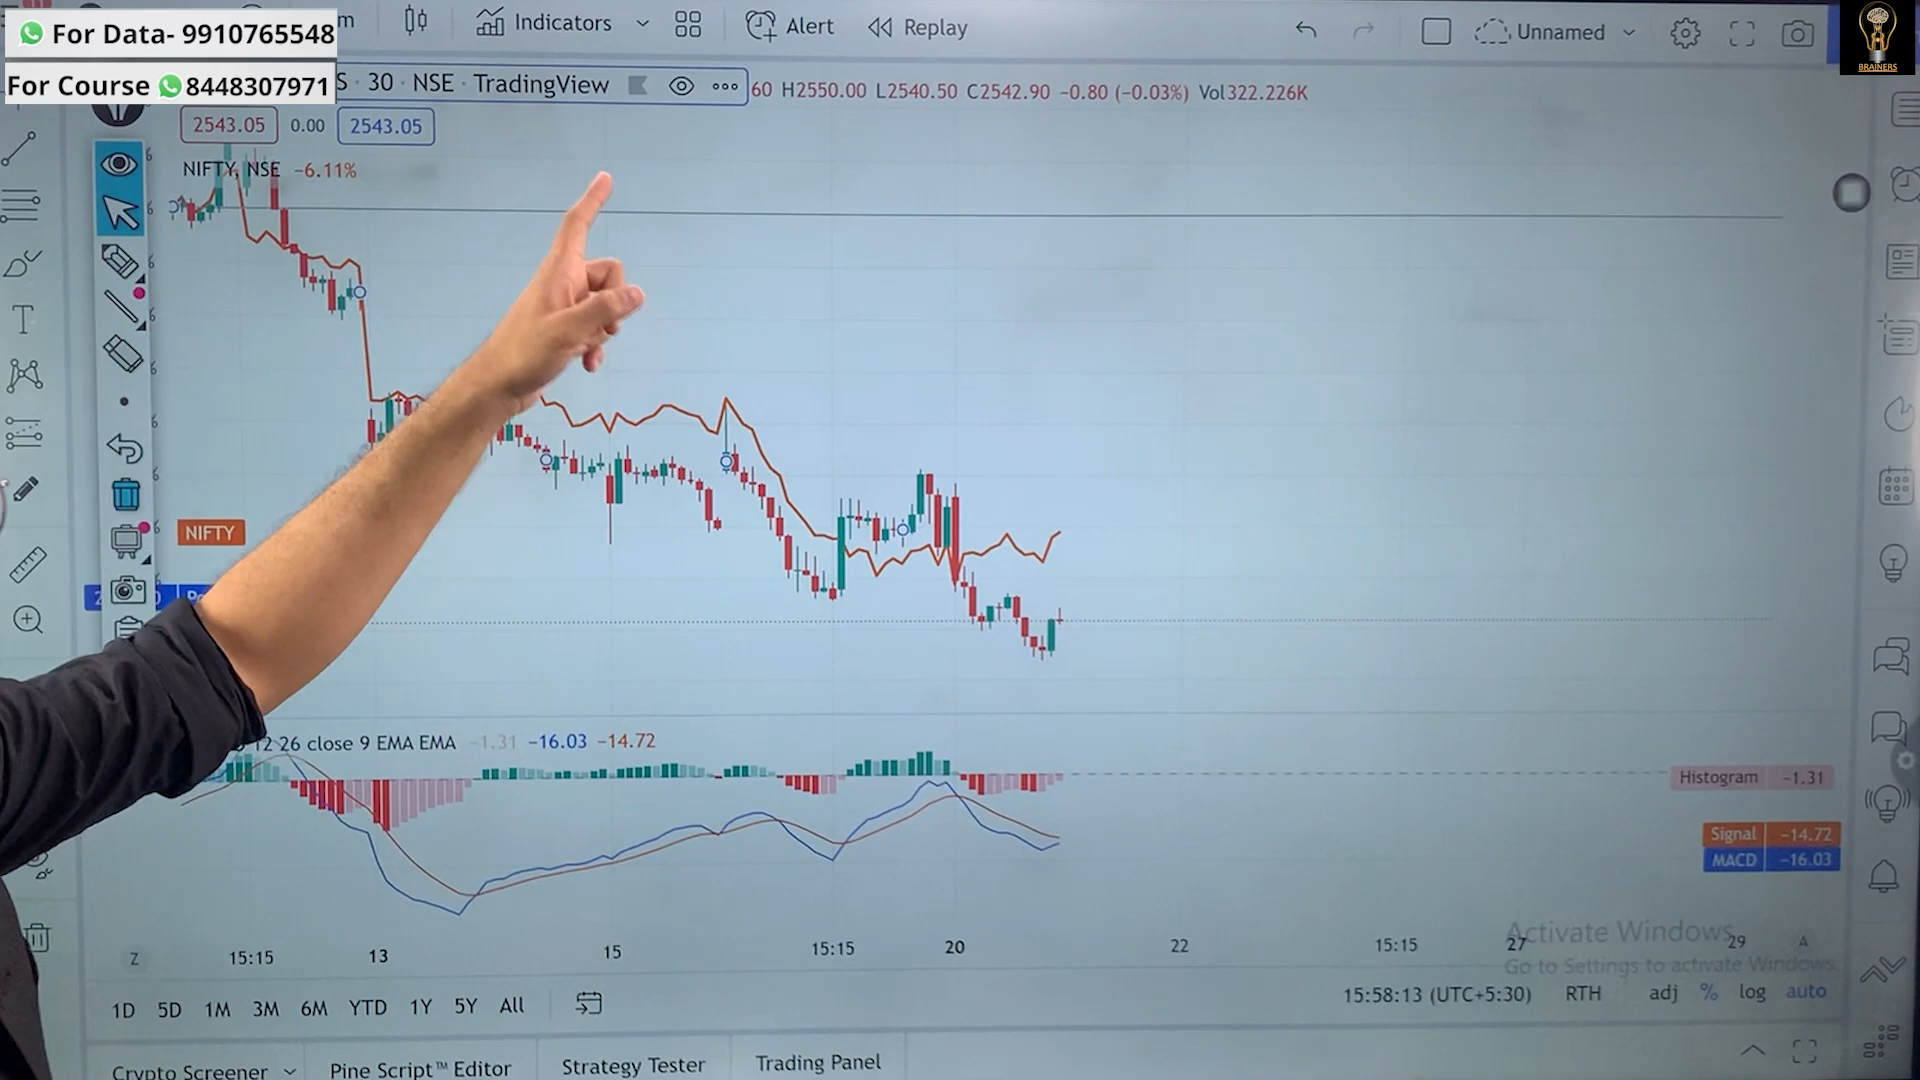 For Data- 9910765548
For Course 8448307971
m
Indicators
Alert
Replay
Unnamed
BRAINERS
S · 30 · NSE · TradingView
60 H2550.00 L2540.50 C2542.90 −0.80 (−0.03%) Vol322.226K
2543.05 0.00 2543.05
NIFTY, NSE −6.11%
T
NIFTY
12 26 close 9 EMA EMA −1.31 −16.03 −14.72
Histogram −1.31
Signal −14.72
MACD −16.03
Z 15:15 13 15 15:15 20 22 15:15 27 29 A
Activate Windows
Go to Settings to activate Windows.
1D 5D 1M 3M 6M YTD 1Y 5Y All
15:58:13 (UTC+5:30) RTH adj % log auto
Crypto Screener Pine Script™ Editor Strategy Tester Trading Panel